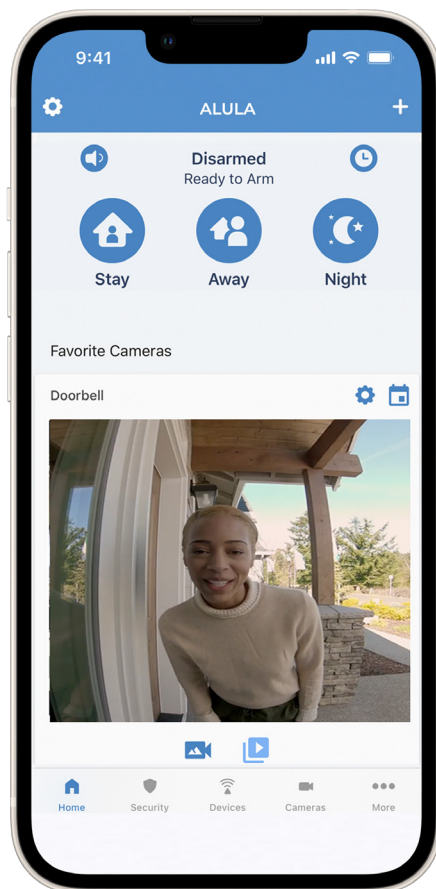 9:41
ALULA
Disarmed
Ready to Arm
Stay Away Night
Favorite Cameras
Doorbell
Home Security Devices Cameras More